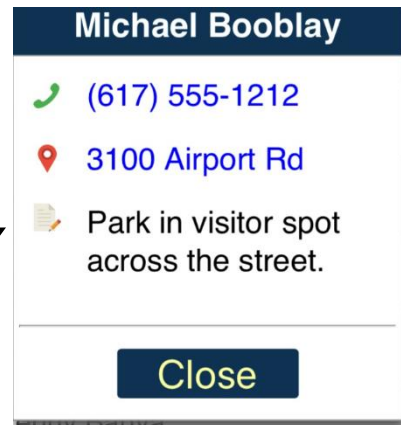 Michael Booblay
(617) 555-1212
3100 Airport Rd
Park in visitor spot
across the street.
Close